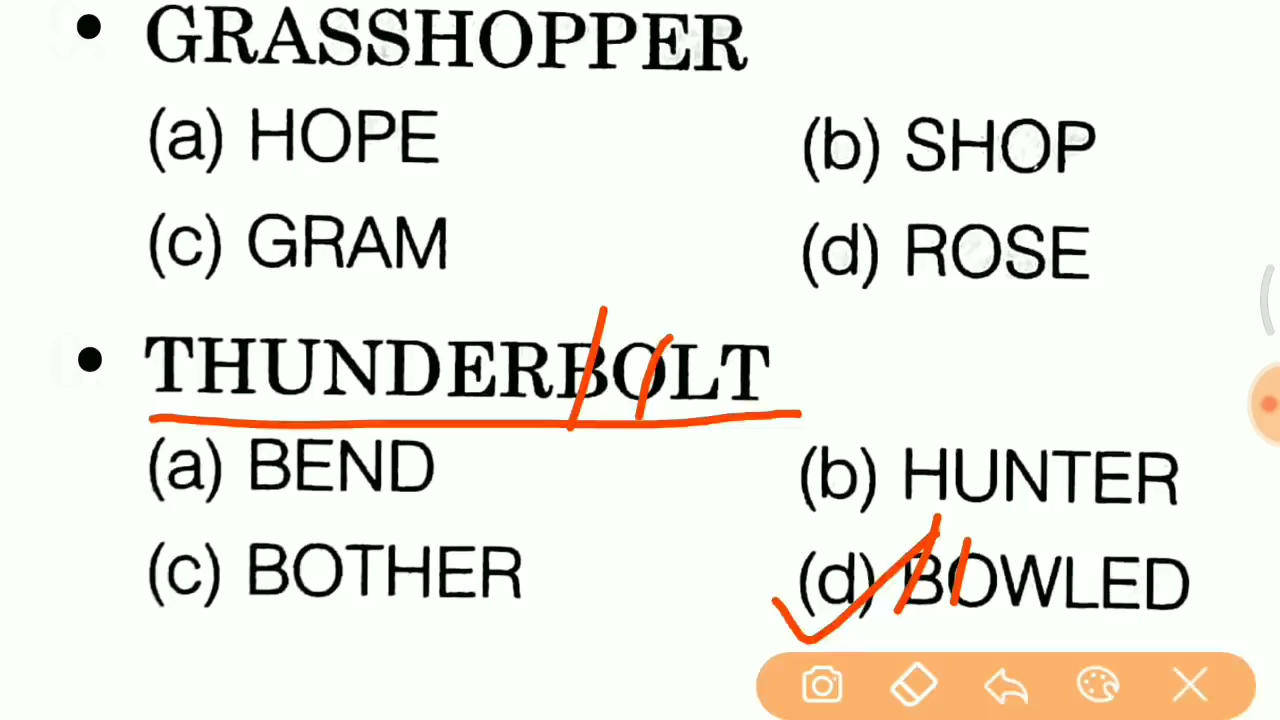 • GRASSHOPPER
(a) HOPE (b) SHOP
(c) GRAM (d) ROSE
• THUNDERBOLT
(a) BEND (b) HUNTER
(c) BOTHER (d) BOWLED